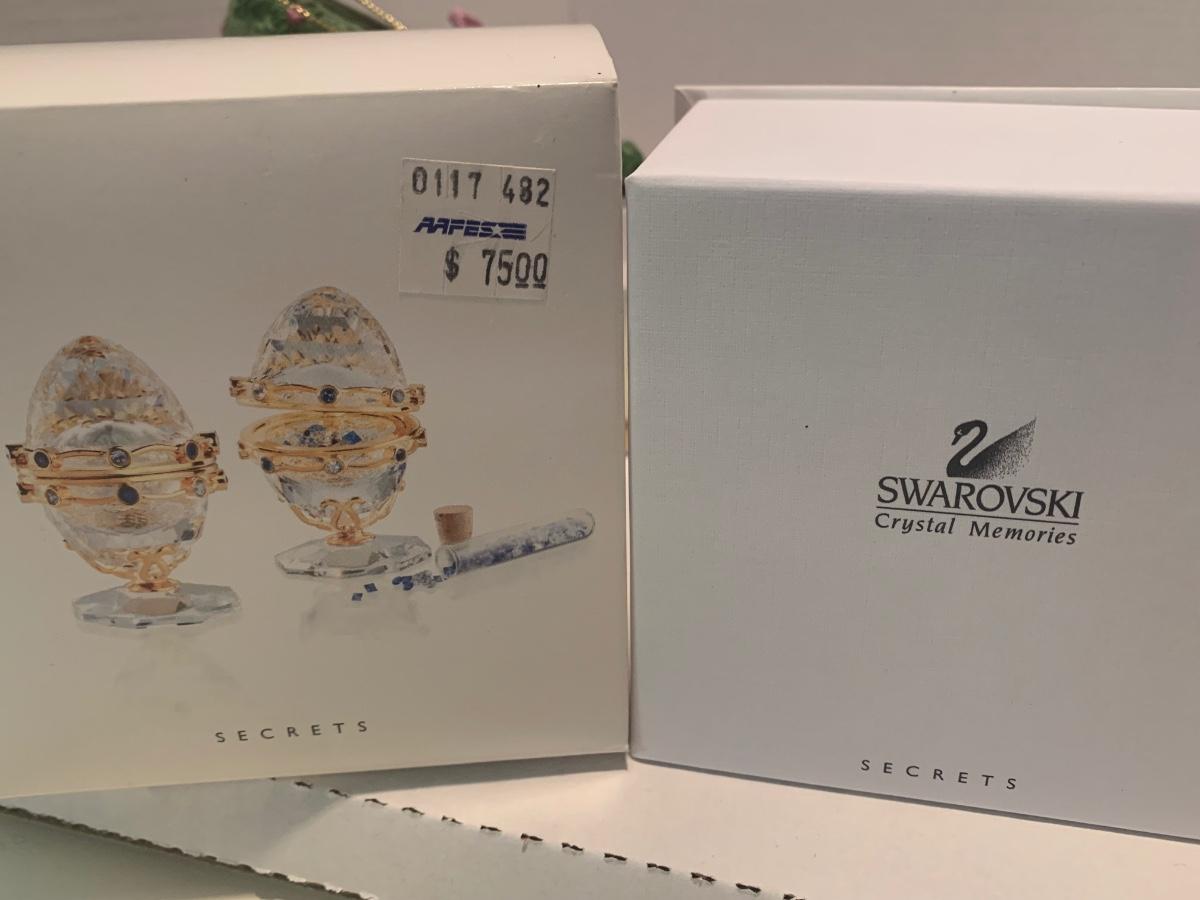 0117 482
AAFES
$ 7500
SECRETS
SWAROVSKI
Crystal Memories
SECRETS